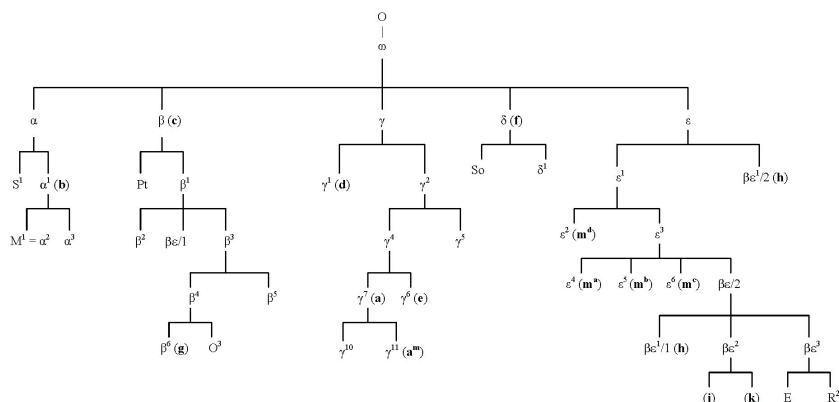 O
ω
α β (c) γ δ (f) ε
S¹ α¹ (b) Pt β¹ γ¹ (d) γ² So δ¹ ε¹ βε¹/2 (h)
M¹ = α² α³ β² βε/1 β³ γ⁴ γ⁵ ε² (mᵈ) ε³
β⁴ β⁵ γ⁷ (a) γ⁶ (e) ε⁴ (mᵃ) ε⁵ (mᵇ) ε⁶ (mᶜ) βε/2
β⁶ (g) O³ γ¹⁰ γ¹¹ (aᵐ) βε¹/1 (h) βε² βε³
(j) (k) E R²